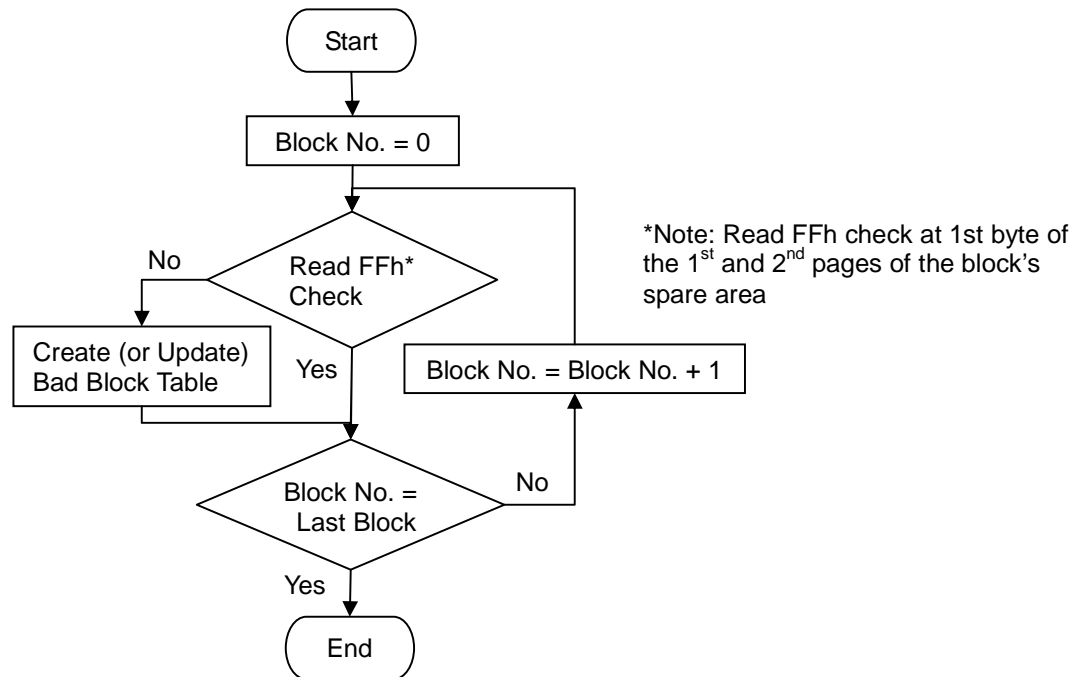 Start
Block No. = 0
*Note: Read FFh check at 1st byte of
the 1st and 2nd pages of the block's
spare area
No
Read FFh*
Check
Create (or Update)
Bad Block Table
Yes
Block No. = Block No. + 1
Block No. =
Last Block
No
Yes
End